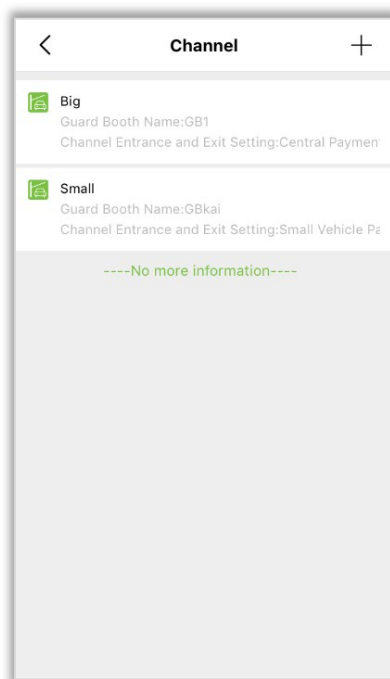 Channel
Big
Guard Booth Name:GB1
Channel Entrance and Exit Setting:Central Paymen
Small
Guard Booth Name:GBkai
Channel Entrance and Exit Setting:Small Vehicle Pa
----No more information----